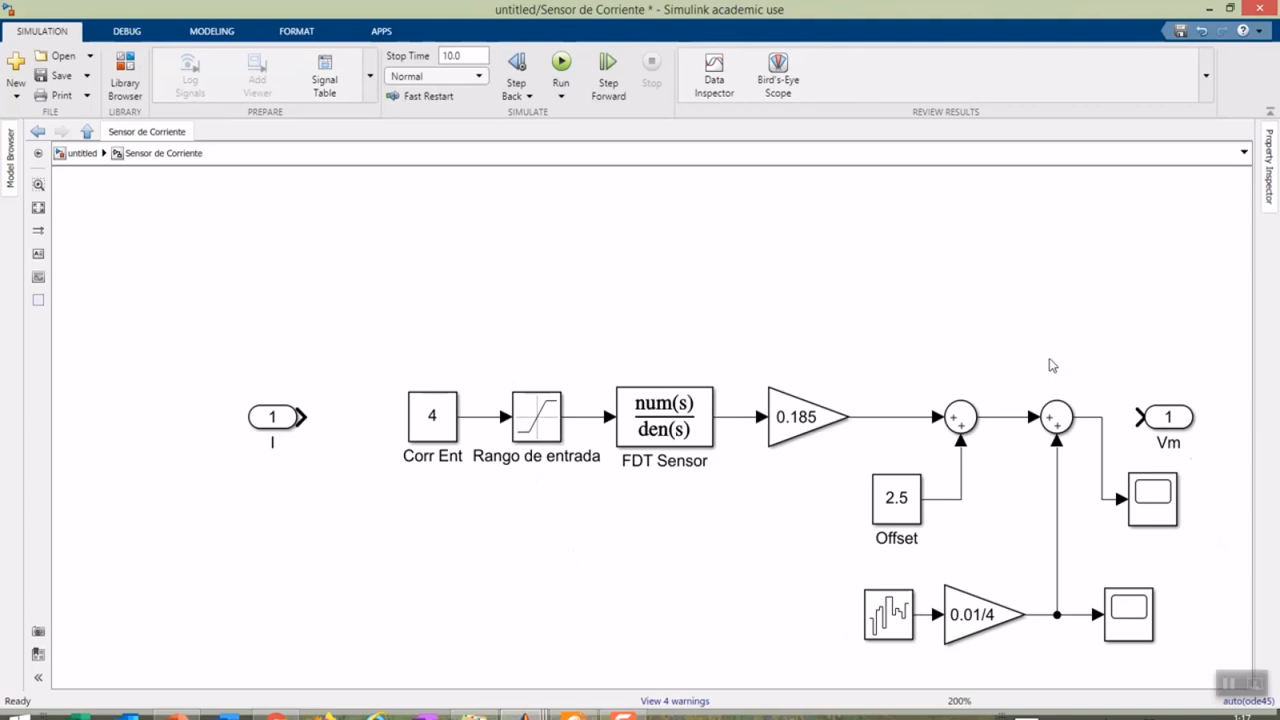 untitled/Sensor de Corriente * - Simulink academic use
SIMULATION DEBUG MODELING FORMAT APPS
New
Open
Save
Print
FILE
Library Browser
LIBRARY
Log Signals
Add Viewer
Signal Table
PREPARE
Stop Time 10.0
Normal
Fast Restart
Step Back
Run
Step Forward
Stop
SIMULATE
Data Inspector
Bird's-Eye Scope
REVIEW RESULTS
Model Browser
Sensor de Corriente
untitled Sensor de Corriente
Property Inspector
1
I
4
Corr Ent
Rango de entrada
num(s)
den(s)
FDT Sensor
0.185
1
Vm
2.5
Offset
0.01/4
Ready
View 4 warnings
200%
auto(ode45)